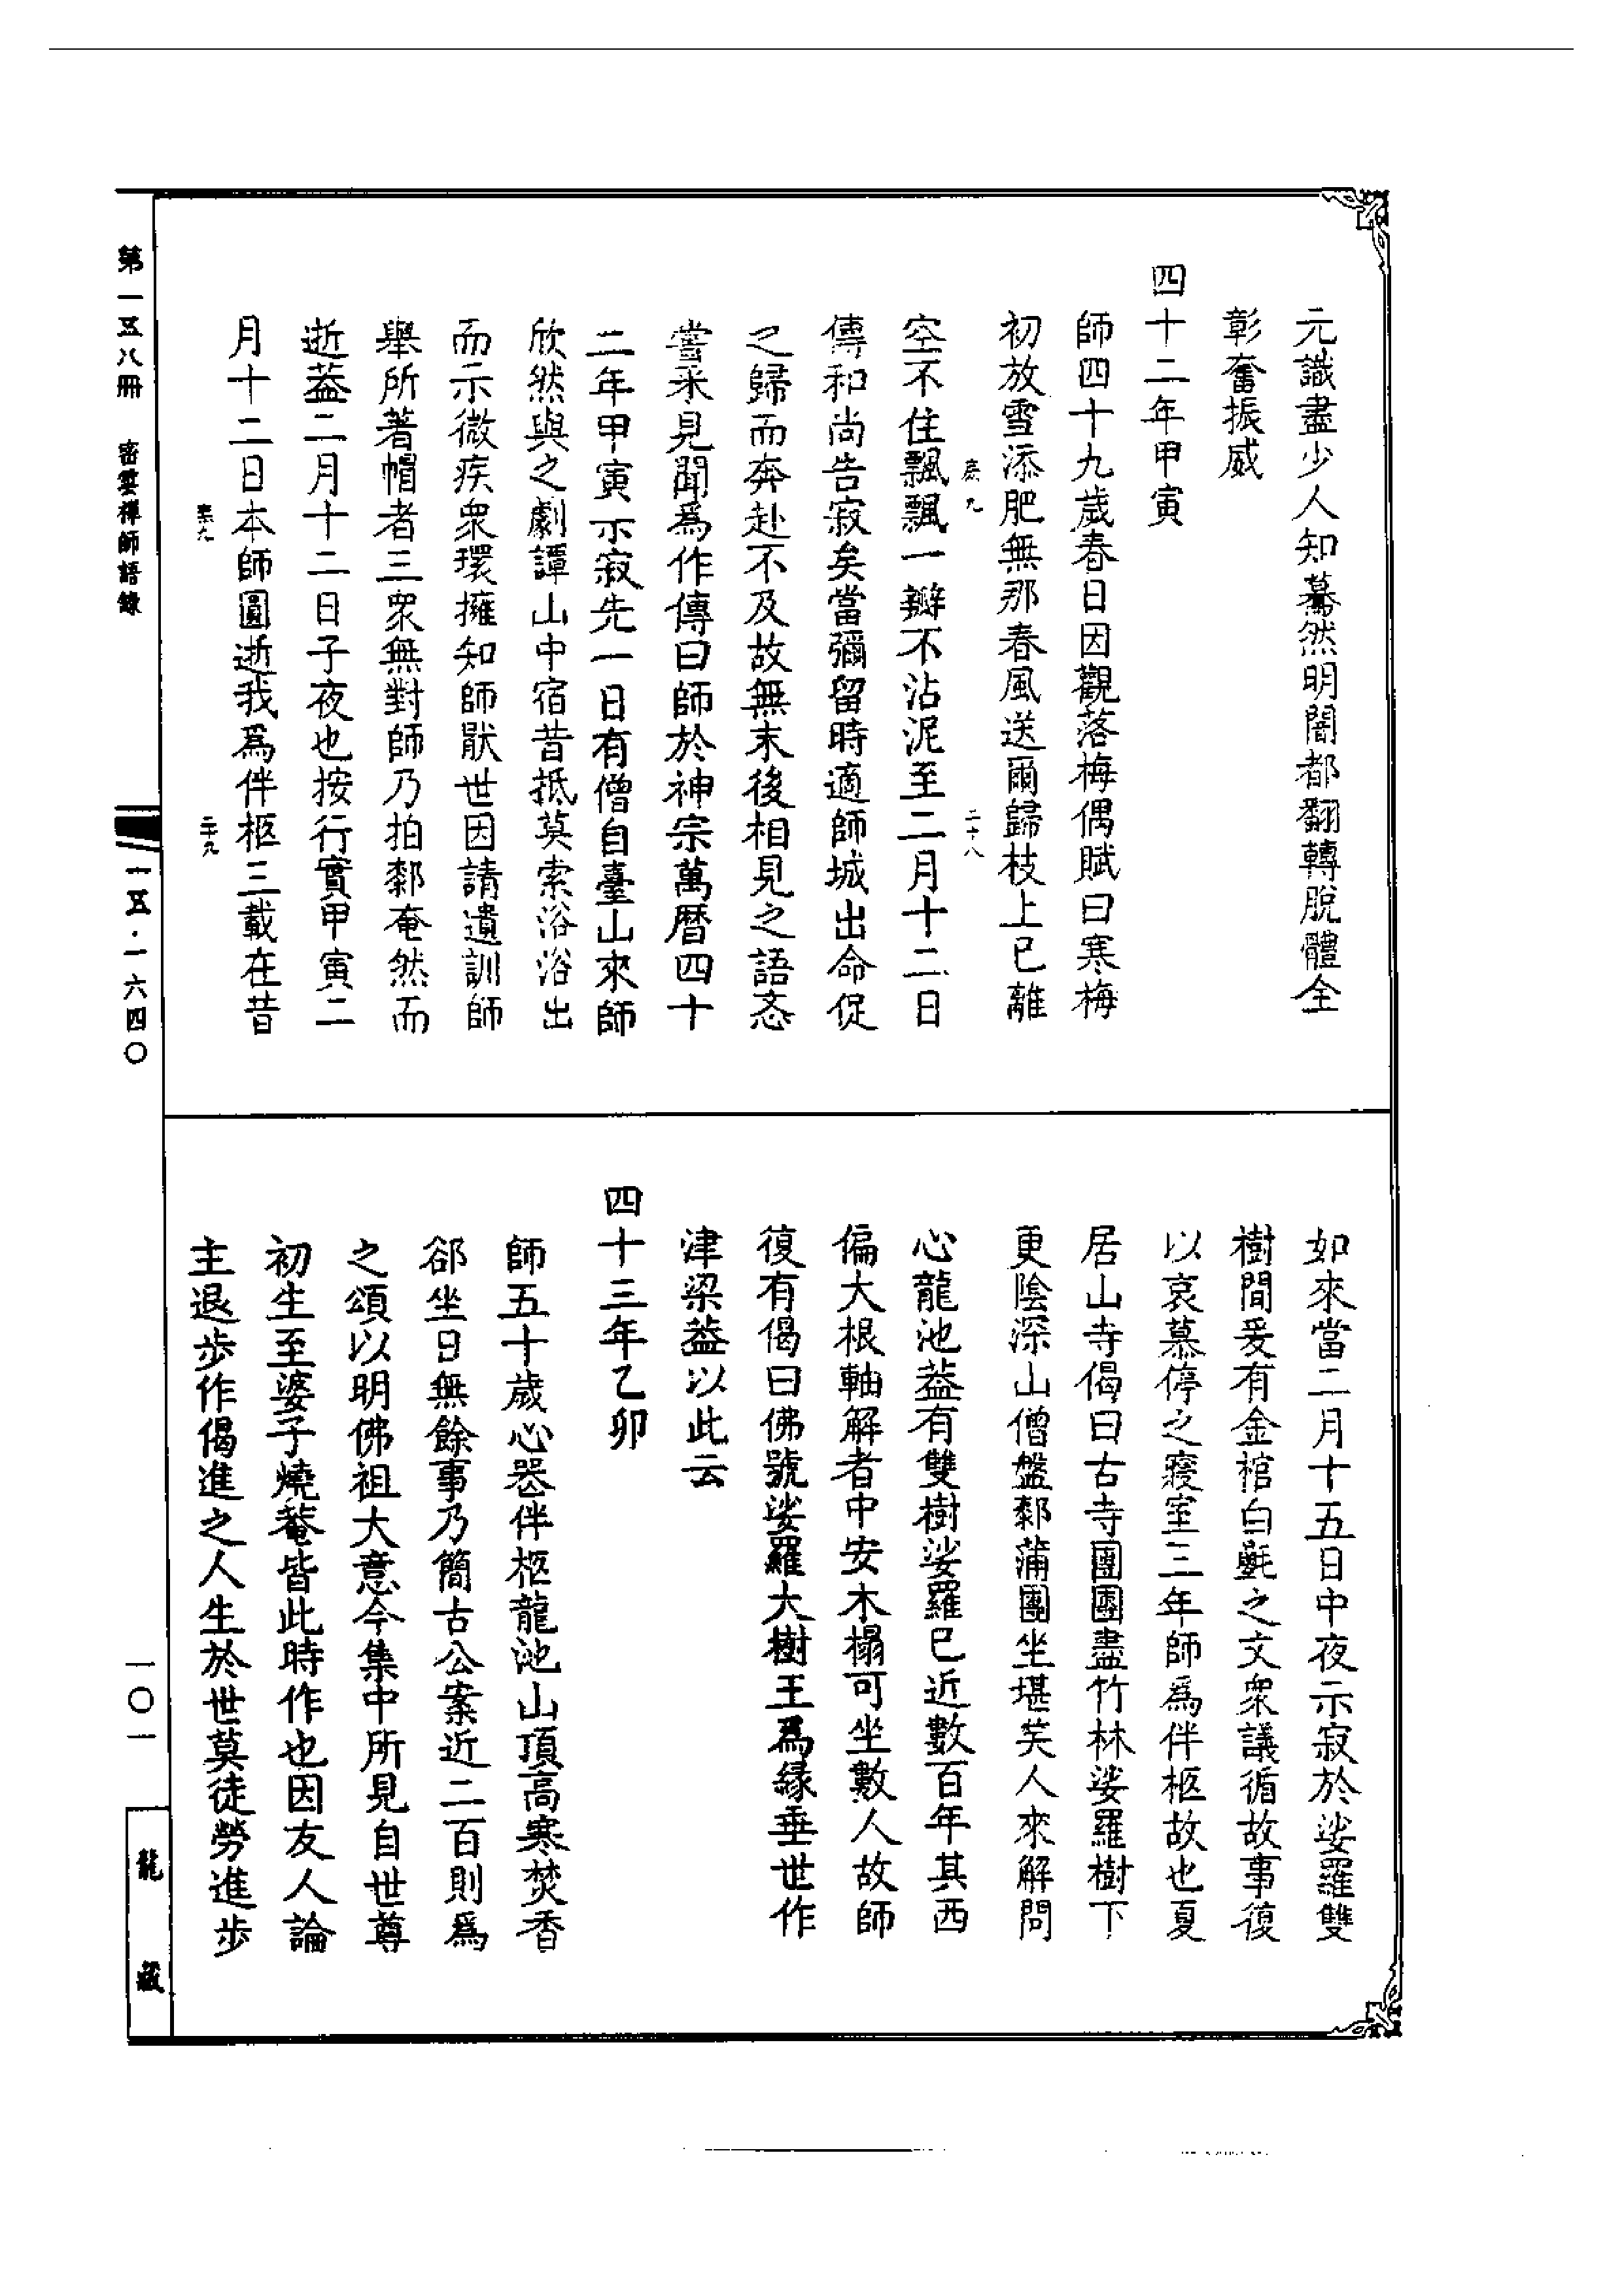 元識盡少人知驀然明闇都翻轉脫體全
彰奮振威
四十二年甲寅
師四十九歲春日因觀落梅偶賦曰寒梅
初放雪添肥無那春風送爾歸枝上已離
空不住飄飄一瓣不沾泥至二月十二日
傳和尚告寂矣當彌留時適師城出命促
之歸而奔赴不及故無末後相見之語忞
嘗采見聞爲作傳曰師於神宗萬曆四十
二年甲寅示寂先一日有僧自臺山來師
欣然與之劇譚山中宿昔抵莫索浴浴出
而示微疾衆環擁知師厭世因請遺訓師
舉所著帽者三衆無對師乃拍郄奄然而
逝葢二月十二日子夜也按行實甲寅二
月十二日本師圓逝我爲伴柩三載在昔
如來當二月十五日中夜示寂於娑羅雙
樹間爰有金棺白㲲之文衆議循故事復
以哀慕停之寢室三年師爲伴柩故也夏
居山寺偈曰古寺團團盡竹林娑羅樹下
更陰深山僧盤郄蒲團坐堪笑人來解問
心龍池葢有雙樹娑羅已近數百年其西
偏大根軸解者中安木榻可坐數人故師
復有偈曰佛號娑羅大樹王爲緣垂世作
津梁葢以此云
四十三年乙卯
師五十歲心器伴柩龍池山頂高寒焚香
郤坐日無餘事乃簡古公案近二百則爲
之頌以明佛祖大意今集中所見自世尊
初生至婆子燒菴皆此時作也因友人論
主退步作偈進之人生於世莫徒勞進步
第一五八冊 密雲禪師語錄
一五·一六四〇
一〇一
龍藏
二十八
二十九